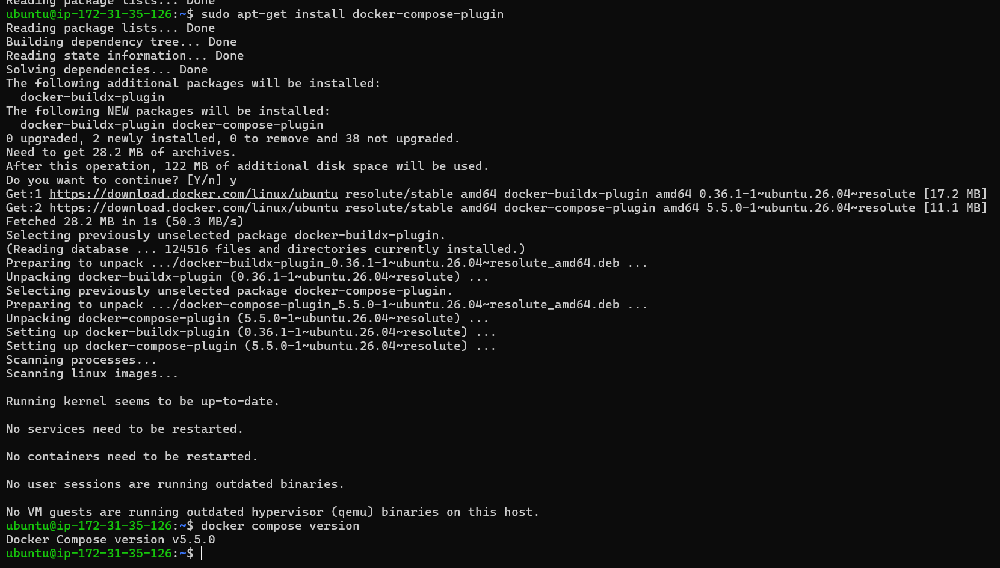 Reading package lists... Done
ubuntu@ip-172-31-35-126:~$ sudo apt-get install docker-compose-plugin
Reading package lists... Done
Building dependency tree... Done
Reading state information... Done
Solving dependencies... Done
The following additional packages will be installed:
  docker-buildx-plugin
The following NEW packages will be installed:
  docker-buildx-plugin docker-compose-plugin
0 upgraded, 2 newly installed, 0 to remove and 38 not upgraded.
Need to get 28.2 MB of archives.
After this operation, 122 MB of additional disk space will be used.
Do you want to continue? [Y/n] y
Get:1 https://download.docker.com/linux/ubuntu resolute/stable amd64 docker-buildx-plugin amd64 0.36.1-1~ubuntu.26.04~resolute [17.2 MB]
Get:2 https://download.docker.com/linux/ubuntu resolute/stable amd64 docker-compose-plugin amd64 5.5.0-1~ubuntu.26.04~resolute [11.1 MB]
Fetched 28.2 MB in 1s (50.3 MB/s)
Selecting previously unselected package docker-buildx-plugin.
(Reading database ... 124516 files and directories currently installed.)
Preparing to unpack .../docker-buildx-plugin_0.36.1-1~ubuntu.26.04~resolute_amd64.deb ...
Unpacking docker-buildx-plugin (0.36.1-1~ubuntu.26.04~resolute) ...
Selecting previously unselected package docker-compose-plugin.
Preparing to unpack .../docker-compose-plugin_5.5.0-1~ubuntu.26.04~resolute_amd64.deb ...
Unpacking docker-compose-plugin (5.5.0-1~ubuntu.26.04~resolute) ...
Setting up docker-buildx-plugin (0.36.1-1~ubuntu.26.04~resolute) ...
Setting up docker-compose-plugin (5.5.0-1~ubuntu.26.04~resolute) ...
Scanning processes...
Scanning linux images...

Running kernel seems to be up-to-date.

No services need to be restarted.

No containers need to be restarted.

No user sessions are running outdated binaries.

No VM guests are running outdated hypervisor (qemu) binaries on this host.
ubuntu@ip-172-31-35-126:~$ docker compose version
Docker Compose version v5.5.0
ubuntu@ip-172-31-35-126:~$